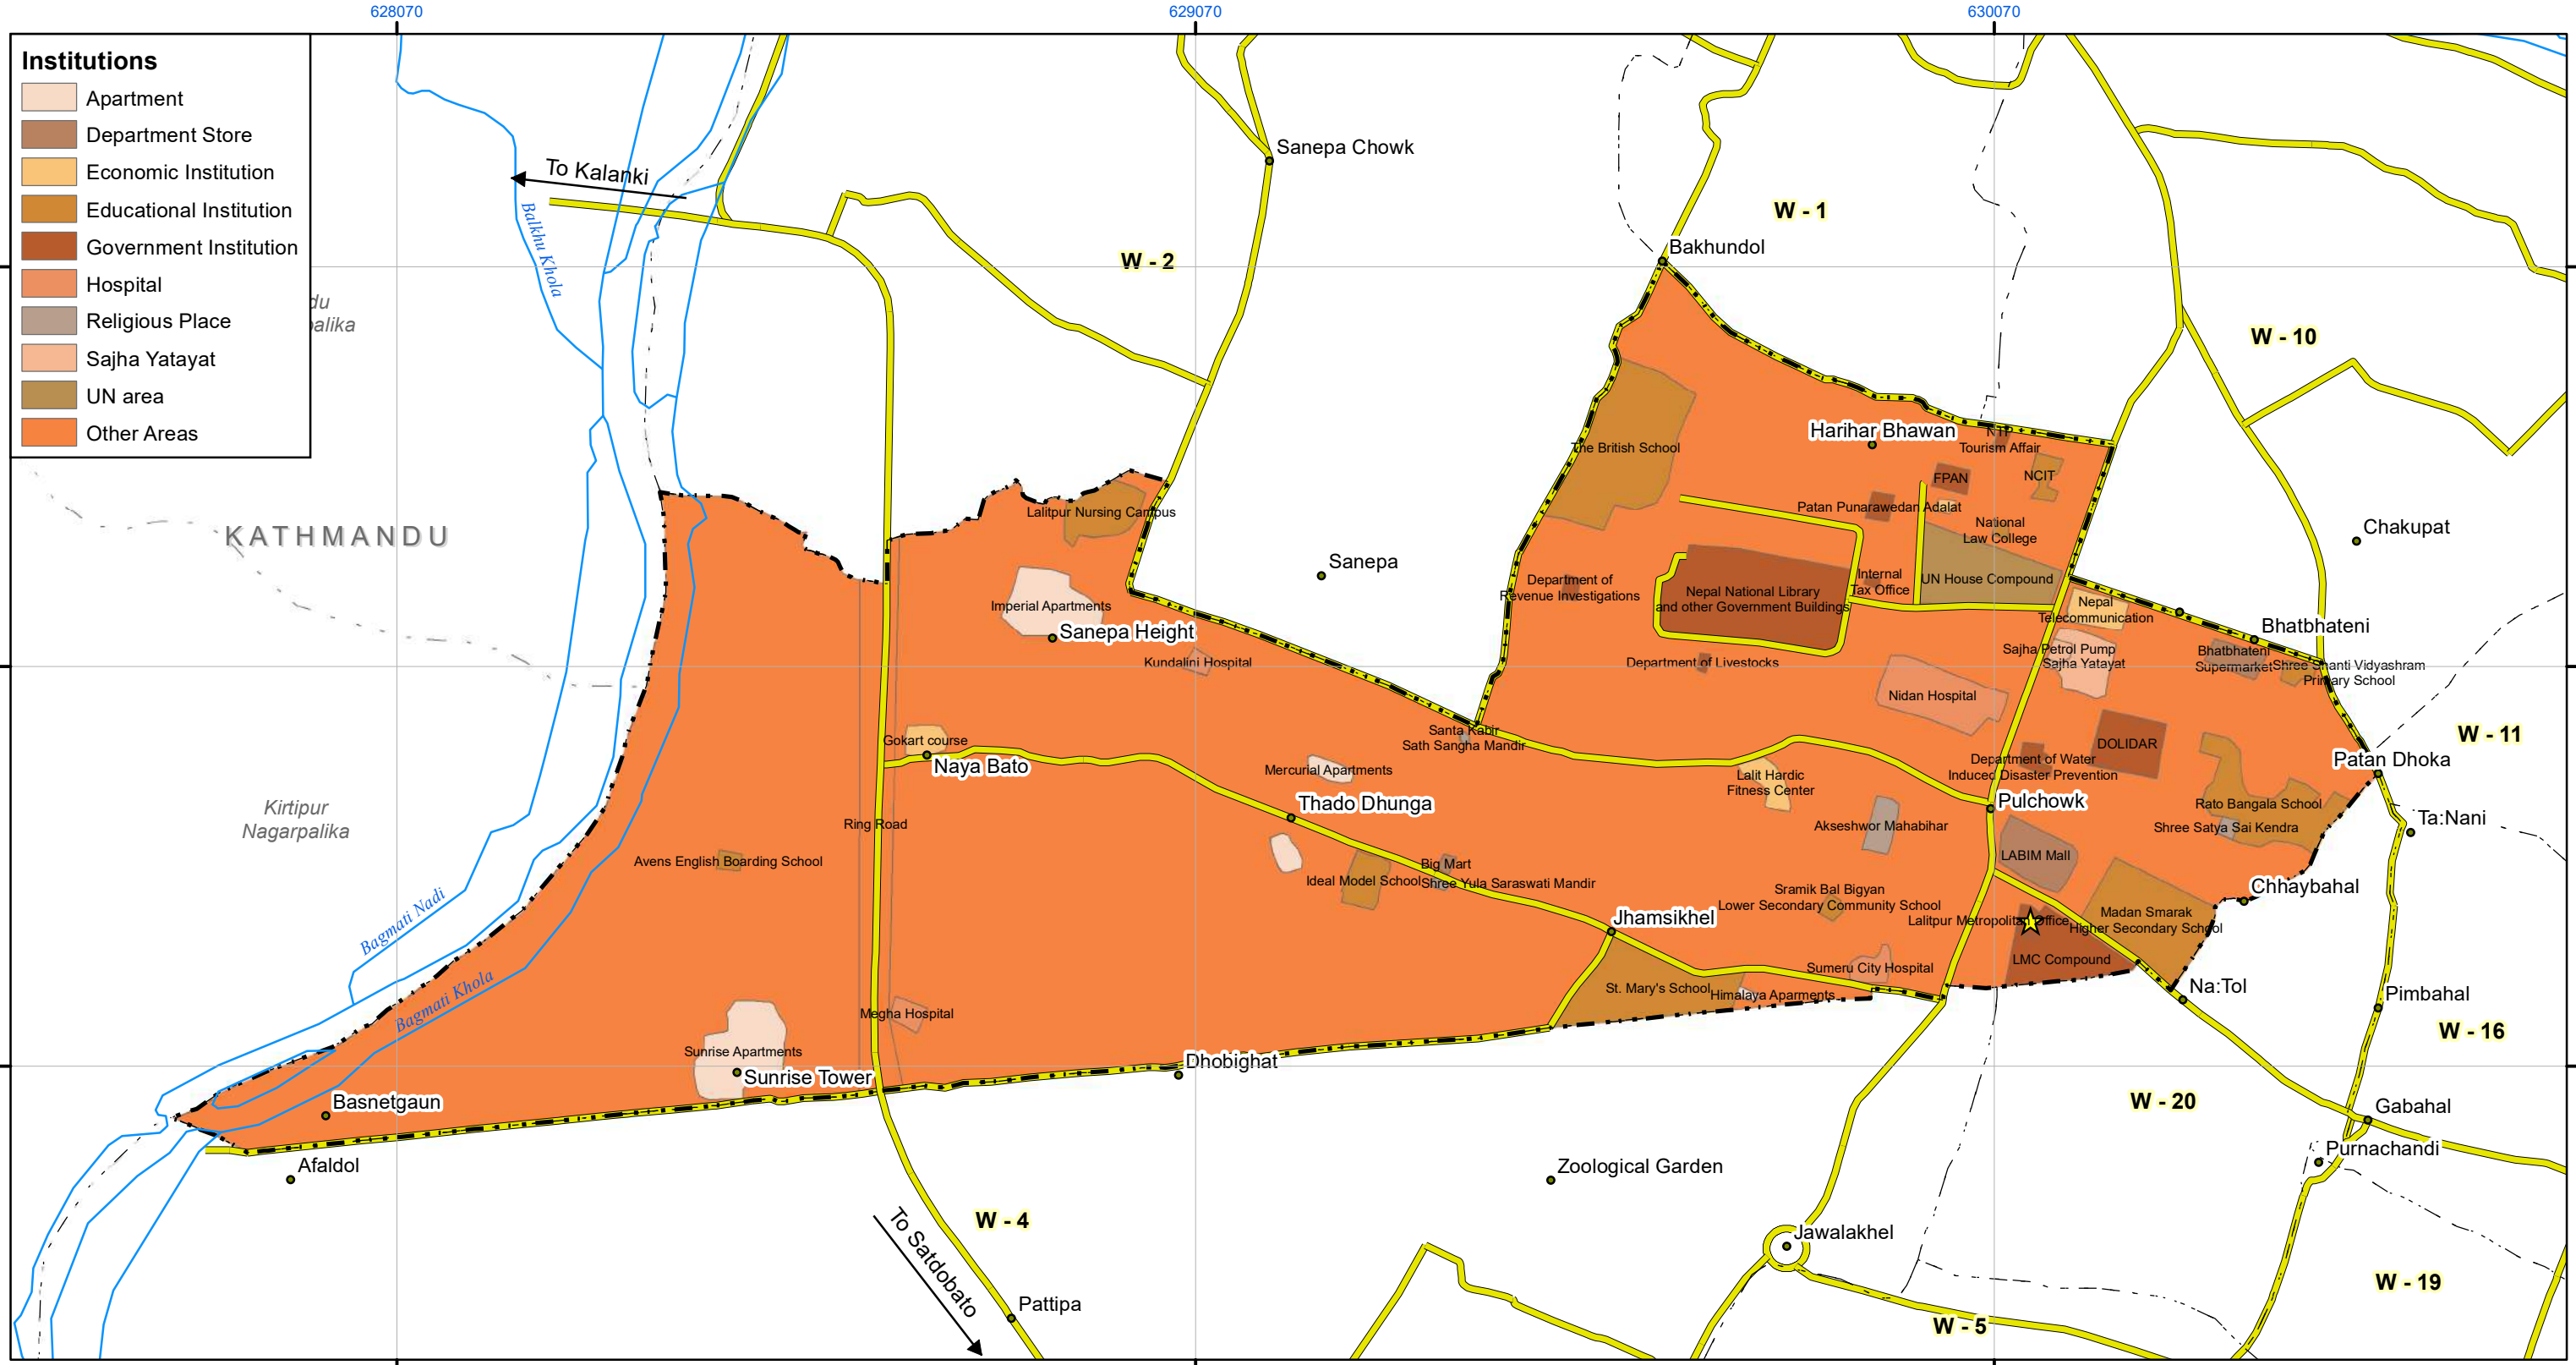 628070
629070
630070
Institutions
Apartment
Department Store
Economic Institution
Educational Institution
Government Institution
Hospital
Religious Place
Sajha Yatayat
UN area
Other Areas
To Kalanki
Balkhu Khola
Sanepa Chowk
W - 1
W - 2
Bakhundol
du
palika
W - 10
Harihar Bhawan
NTP
Tourism Affair
The British School
FPAN
NCIT
Patan Punarawedan Adalat
Lalitpur Nursing Campus
National
Law College
Chakupat
KATHMANDU
Sanepa
Internal
Tax Office
UN House Compound
Department of
Revenue Investigations
Nepal National Library
and other Government Buildings
Imperial Apartments
Nepal
Telecommunication
Sanepa Height
Bhatbhateni
Kundalini Hospital
Department of Livestocks
Sajha Petrol Pump
Sajha Yatayat
Bhatbhateni
Supermarket
Shree Shanti Vidyashram
Primary School
Nidan Hospital
Santa Kabir
Sath Sangha Mandir
Gokart course
Naya Bato
DOLIDAR
W - 11
Patan Dhoka
Mercurial Apartments
Lalit Hardic
Fitness Center
Department of Water
Induced Disaster Prevention
Kirtipur
Nagarpalika
Thado Dhunga
Pulchowk
Rato Bangala School
Ring Road
Akseshwor Mahabihar
Shree Satya Sai Kendra
Ta:Nani
Avens English Boarding School
Big Mart
LABIM Mall
Ideal Model School
Shree Yula Saraswati Mandir
Sramik Bal Bigyan
Lower Secondary Community School
Chhaybahal
Bagmati Nadi
Jhamsikhel
Lalitpur Metropolitan Office
Madan Smarak
Higher Secondary School
LMC Compound
Sumeru City Hospital
St. Mary's School
Himalaya Aparments
Na:Tol
Pimbahal
Bagmati Khola
Megha Hospital
W - 16
Sunrise Apartments
Sunrise Tower
Dhobighat
Basnetgaun
W - 20
Gabahal
Purnachandi
Afaldol
Zoological Garden
W - 4
To Satdobato
Jawalakhel
W - 19
Pattipa
W - 5